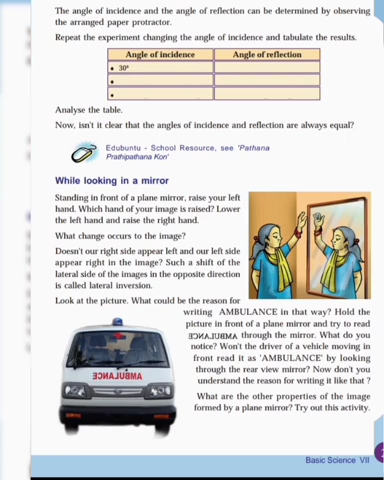 The angle of incidence and the angle of reflection can be determined by observing
the arranged paper protractor.
Repeat the experiment changing the angle of incidence and tabulate the results.
Angle of incidence Angle of reflection
• 30°
•
•
Analyse the table.
Now, isn't it clear that the angles of incidence and reflection are always equal?
Edubuntu - School Resource, see 'Pathana
Prathipathana Kon'
While looking in a mirror
Standing in front of a plane mirror, raise your left
hand. Which hand of your image is raised? Lower
the left hand and raise the right hand.
What change occurs to the image?
Doesn't our right side appear left and our left side
appear right in the image? Such a shift of the
lateral side of the images in the opposite direction
is called lateral inversion.
Look at the picture. What could be the reason for
writing AMBULANCE in that way? Hold the
picture in front of a plane mirror and try to read
AMBULANCE through the mirror. What do you
notice? Won't the driver of a vehicle moving in
front read it as 'AMBULANCE' by looking
through the rear view mirror? Now don't you
understand the reason for writing it like that ?
AMBULANCE
What are the other properties of the image
formed by a plane mirror? Try out this activity.
Basic Science VII